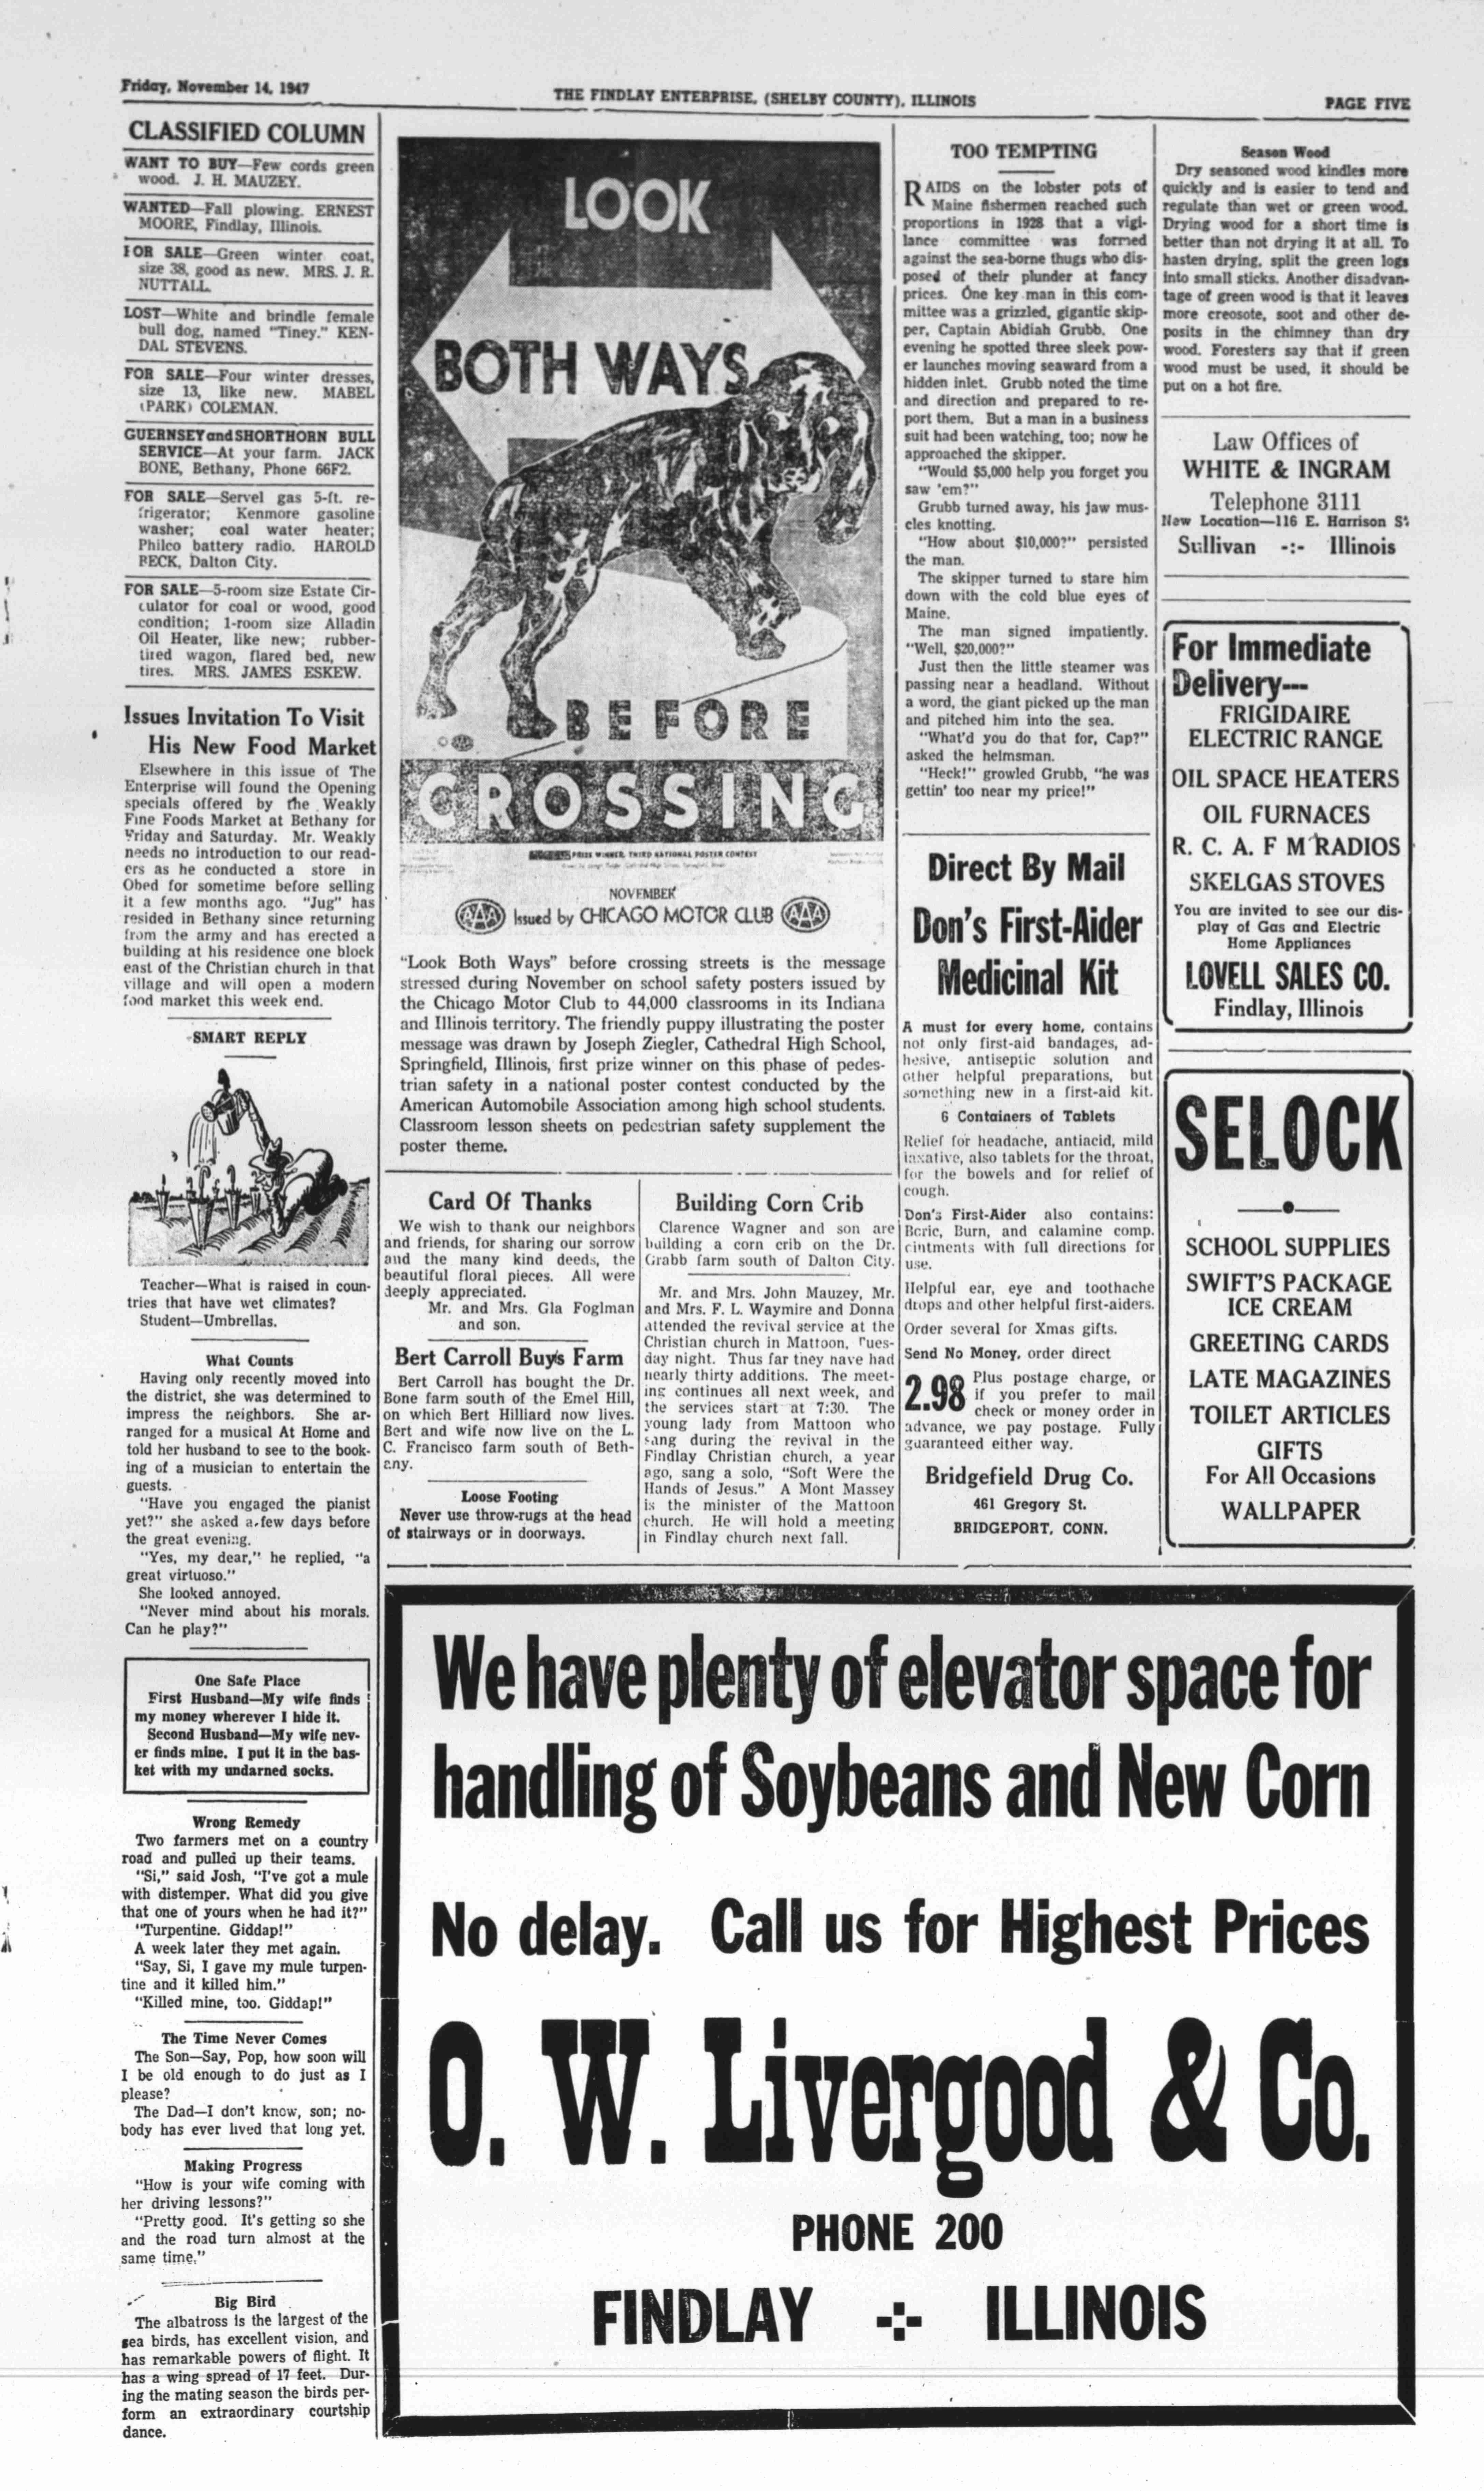 Friday, November 14, 1947
THE FINDLAY ENTERPRISE, (SHELBY COUNTY), ILLINOIS
PAGE FIVE
CLASSIFIED COLUMN
WANT TO BUY—Few cords green
wood. J. H. MAUZEY.
WANTED—Fall plowing. ERNEST
MOORE, Findlay, Illinois.
FOR SALE—Green winter coat,
size 38, good as new. MRS. J. R.
NUTTALL.
LOST—White and brindle female
bull dog, named "Tiney." KEN-
DAL STEVENS.
FOR SALE—Four winter dresses,
size 13, like new. MABEL
(PARK) COLEMAN.
GUERNSEY and SHORTHORN BULL
SERVICE—At your farm. JACK
BONE, Bethany, Phone 66F2.
FOR SALE—Servel gas 5-ft. re-
frigerator; Kenmore gasoline
washer; coal water heater;
Philco battery radio. HAROLD
BECK, Dalton City.
FOR SALE—5-room size Estate Cir-
culator for coal or wood, good
condition; 1-room size Alladin
Oil Heater, like new; rubber-
tired wagon, flared bed, new
tires. MRS. JAMES ESKEW.
Issues Invitation To Visit
His New Food Market
Elsewhere in this issue of The
Enterprise will found the Opening
specials offered by the Weakly
Fine Foods Market at Bethany for
Friday and Saturday. Mr. Weakly
needs no introduction to our read-
ers as he conducted a store in
Obed for sometime before selling
it a few months ago. "Jug" has
resided in Bethany since returning
from the army and has erected a
building at his residence one block
east of the Christian church in that
village and will open a modern
food market this week end.
SMART REPLY
Teacher—What is raised in coun-
tries that have wet climates?
Student—Umbrellas.
What Counts
Having only recently moved into
the district, she was determined to
impress the neighbors. She ar-
ranged for a musical At Home and
told her husband to see to the book-
ing of a musician to entertain the
guests.
"Have you engaged the pianist
yet?" she asked a few days before
the great evening.
"Yes, my dear," he replied, "a
great virtuoso."
She looked annoyed.
"Never mind about his morals.
Can he play?"
One Safe Place
First Husband—My wife finds
my money wherever I hide it.
Second Husband—My wife nev-
er finds mine. I put it in the bas-
ket with my undarned socks.
Wrong Remedy
Two farmers met on a country
road and pulled up their teams.
"Si," said Josh, "I've got a mule
with distemper. What did you give
that one of yours when he had it?"
"Turpentine. Giddap!"
A week later they met again.
"Say, Si, I gave my mule turpen-
tine and it killed him."
"Killed mine, too. Giddap!"
The Time Never Comes
The Son—Say, Pop, how soon will
I be old enough to do just as I
please?
The Dad—I don't know, son; no-
body has ever lived that long yet.
Making Progress
"How is your wife coming with
her driving lessons?"
"Pretty good. It's getting so she
and the road turn almost at the
same time."
Big Bird
The albatross is the largest of the
sea birds, has excellent vision, and
has remarkable powers of flight. It
has a wing spread of 17 feet. Dur-
ing the mating season the birds per-
form an extraordinary courtship
dance.
LOOK
BOTH WAYS
BEFORE
CROSSING
PRIZE WINNER, THIRD NATIONAL POSTER CONTEST
NOVEMBER
AAA Issued by CHICAGO MOTOR CLUB AAA
"Look Both Ways" before crossing streets is the message
stressed during November on school safety posters issued by
the Chicago Motor Club to 44,000 classrooms in its Indiana
and Illinois territory. The friendly puppy illustrating the poster
message was drawn by Joseph Ziegler, Cathedral High School,
Springfield, Illinois, first prize winner on this phase of pedes-
trian safety in a national poster contest conducted by the
American Automobile Association among high school students.
Classroom lesson sheets on pedestrian safety supplement the
poster theme.
Card Of Thanks
We wish to thank our neighbors
and friends, for sharing our sorrow
and the many kind deeds, the
beautiful floral pieces. All were
deeply appreciated.
Mr. and Mrs. Gla Foglman
and son.
Bert Carroll Buys Farm
Bert Carroll has bought the Dr.
Bone farm south of the Emel Hill,
on which Bert Hilliard now lives.
Bert and wife now live on the L.
C. Francisco farm south of Beth-
any.
Loose Footing
Never use throw-rugs at the head
of stairways or in doorways.
Building Corn Crib
Clarence Wagner and son are
building a corn crib on the Dr.
Grabb farm south of Dalton City.
Mr. and Mrs. John Mauzey, Mr.
and Mrs. F. L. Waymire and Donna
attended the revival service at the
Christian church in Mattoon, Tues-
day night. Thus far they have had
nearly thirty additions. The meet-
ing continues all next week, and
the services start at 7:30. The
young lady from Mattoon who
sang during the revival in the
Findlay Christian church, a year
ago, sang a solo, "Soft Were the
Hands of Jesus." A Mont Massey
is the minister of the Mattoon
church. He will hold a meeting
in Findlay church next fall.
TOO TEMPTING
RAIDS on the lobster pots of
Maine fishermen reached such
proportions in 1928 that a vigi-
lance committee was formed
against the sea-borne thugs who dis-
posed of their plunder at fancy
prices. One key man in this com-
mittee was a grizzled, gigantic skip-
per, Captain Abidiah Grubb. One
evening he spotted three sleek pow-
er launches moving seaward from a
hidden inlet. Grubb noted the time
and direction and prepared to re-
port them. But a man in a business
suit had been watching, too; now he
approached the skipper.
"Would $5,000 help you forget you
saw 'em?"
Grubb turned away, his jaw mus-
cles knotting.
"How about $10,000?" persisted
the man.
The skipper turned to stare him
down with the cold blue eyes of
Maine.
The man signed impatiently.
"Well, $20,000?"
Just then the little steamer was
passing near a headland. Without
a word, the giant picked up the man
and pitched him into the sea.
"What'd you do that for, Cap?"
asked the helmsman.
"Heck!" growled Grubb, "he was
gettin' too near my price!"
Direct By Mail
Don's First-Aider
Medicinal Kit
A must for every home, contains
not only first-aid bandages, ad-
hesive, antiseptic solution and
other helpful preparations, but
something new in a first-aid kit.
6 Containers of Tablets
Relief for headache, antiacid, mild
laxative, also tablets for the throat,
for the bowels and for relief of
cough.
Don's First-Aider also contains:
Boric, Burn, and calamine comp.
ointments with full directions for
use.
Helpful ear, eye and toothache
drops and other helpful first-aiders.
Order several for Xmas gifts.
Send No Money, order direct
2.98 Plus postage charge, or
if you prefer to mail
check or money order in
advance, we pay postage. Fully
guaranteed either way.
Bridgefield Drug Co.
461 Gregory St.
BRIDGEPORT, CONN.
Season Wood
Dry seasoned wood kindles more
quickly and is easier to tend and
regulate than wet or green wood.
Drying wood for a short time is
better than not drying it at all. To
hasten drying, split the green logs
into small sticks. Another disadvan-
tage of green wood is that it leaves
more creosote, soot and other de-
posits in the chimney than dry
wood. Foresters say that if green
wood must be used, it should be
put on a hot fire.
Law Offices of
WHITE & INGRAM
Telephone 3111
New Location—116 E. Harrison St.
Sullivan -:- Illinois
For Immediate
Delivery---
FRIGIDAIRE
ELECTRIC RANGE
OIL SPACE HEATERS
OIL FURNACES
R. C. A. F M RADIOS
SKELGAS STOVES
You are invited to see our dis-
play of Gas and Electric
Home Appliances
LOVELL SALES CO.
Findlay, Illinois
SELOCK
SCHOOL SUPPLIES
SWIFT'S PACKAGE
ICE CREAM
GREETING CARDS
LATE MAGAZINES
TOILET ARTICLES
GIFTS
For All Occasions
WALLPAPER
We have plenty of elevator space for
handling of Soybeans and New Corn
No delay. Call us for Highest Prices
O. W. Livergood & Co.
PHONE 200
FINDLAY -:- ILLINOIS